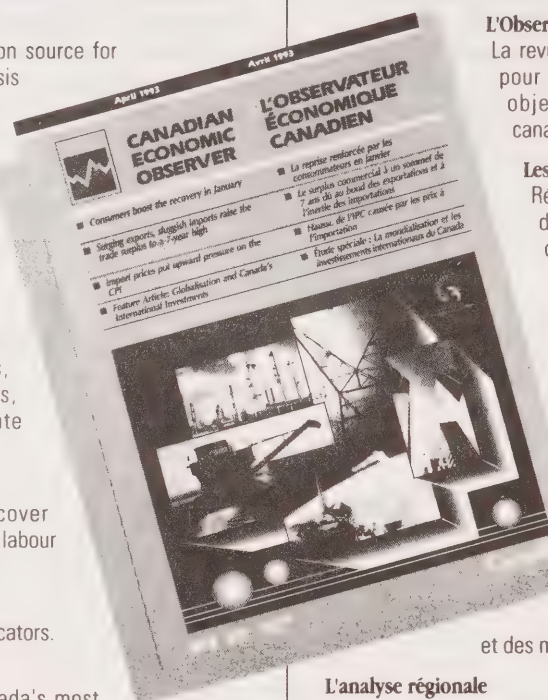 on source for
sis
s,
s,
ate
cover
labour
cators.
ada's most
April 1993
Avril 1993
CANADIAN
ECONOMIC
OBSERVER
L'OBSERVATEUR
ÉCONOMIQUE
CANADIEN
■ Consumers boost the recovery in January
■ Surging exports, sluggish imports raise the
trade surplus to a 7-year high
■ Import prices put upward pressure on the
CPI
■ Feature Article: Globalisation and Canada's
International Investments
■ La reprise renforcée par les
consommateurs en janvier
■ Le surplus commercial à un sommet de
7 ans dû au bond des exportations et à
l'inertie des importations
■ Hausse de l'IPC causée par les prix à
l'importation
■ Étude spéciale : La mondialisation et les
investissements internationaux du Canada
L'Obser
La revu
pour
obje
cana
Les
Re
d
c
et des m
L'analyse régionale